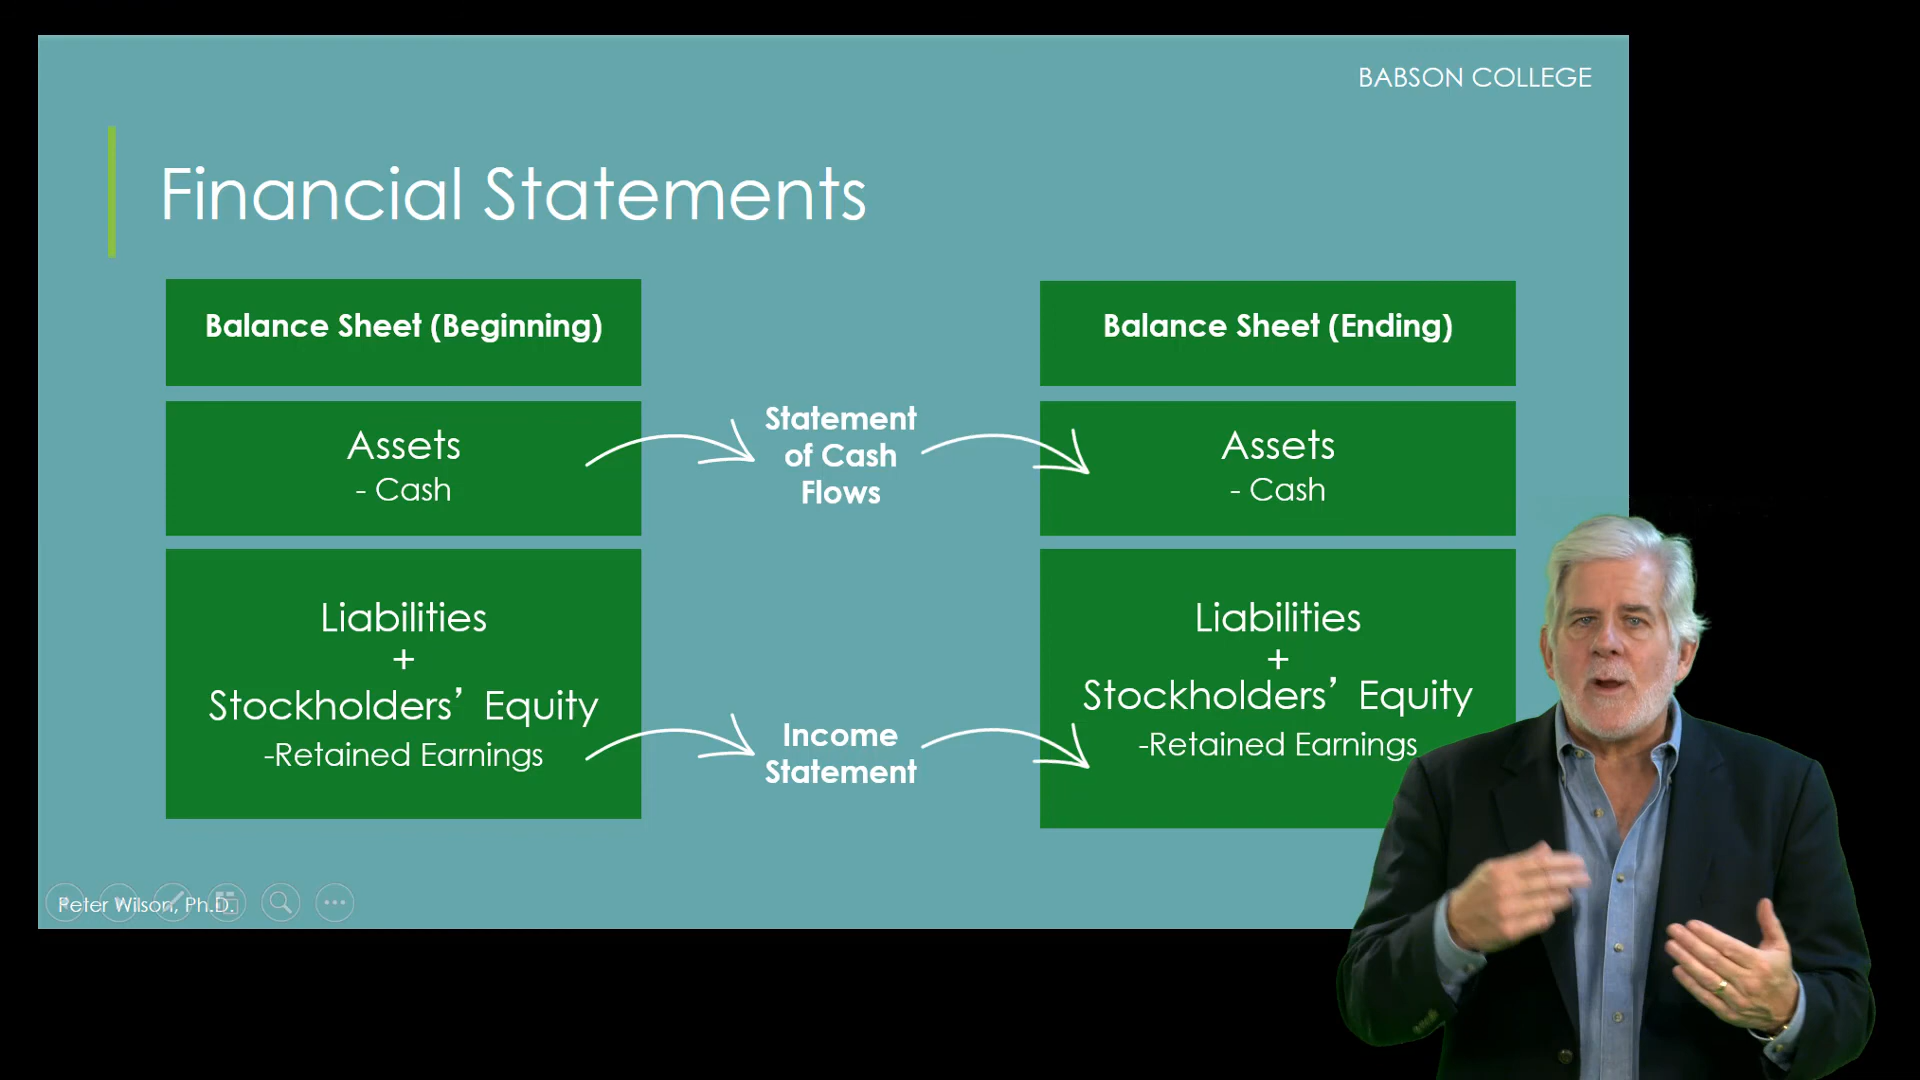 BABSON COLLEGE
Financial Statements
Balance Sheet (Beginning)
Assets
- Cash
Liabilities
+
Stockholders’ Equity
-Retained Earnings
Statement
of Cash
Flows
Income
Statement
Balance Sheet (Ending)
Assets
- Cash
Liabilities
+
Stockholders’ Equity
-Retained Earnings
Peter Wilson, Ph.D.